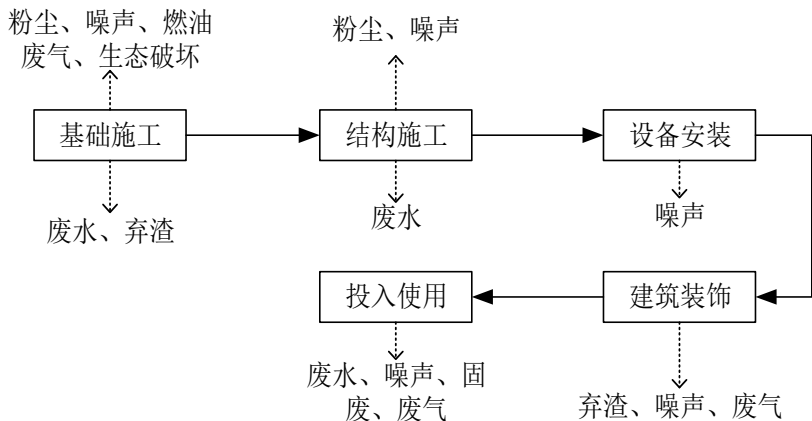 粉尘、噪声、燃油
废气、生态破坏
粉尘、噪声
基础施工
结构施工
设备安装
废水、弃渣
废水
噪声
投入使用
建筑装饰
废水、噪声、固
废、废气
弃渣、噪声、废气